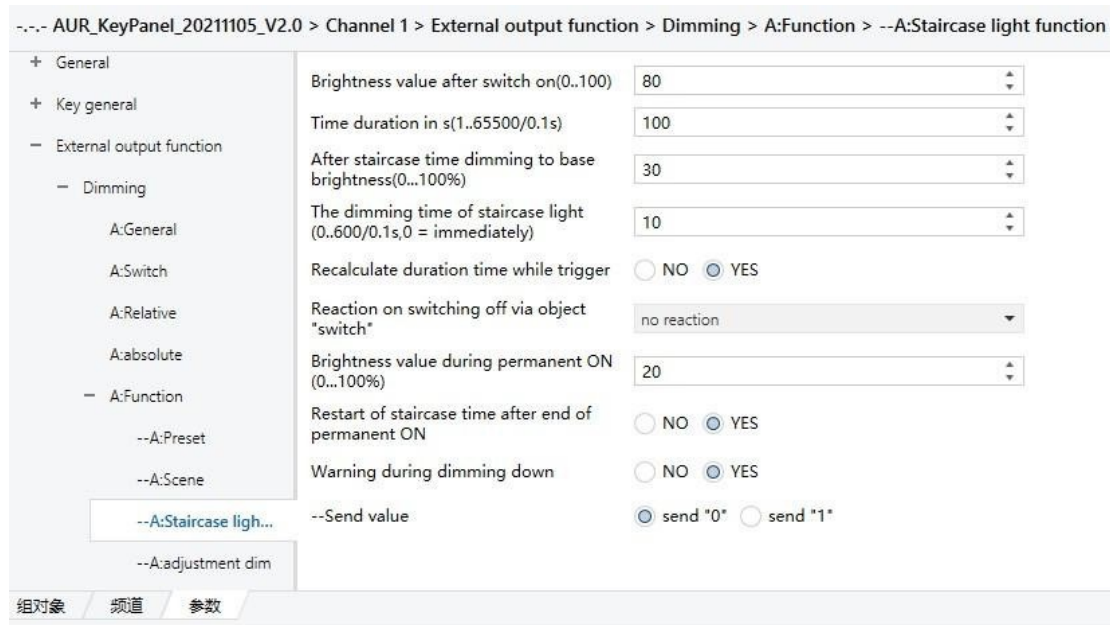 -.-.- AUR_KeyPanel_20211105_V2.0 > Channel 1 > External output function > Dimming > A:Function > --A:Staircase light function
+ General
+ Key general
− External output function
− Dimming
A:General
A:Switch
A:Relative
A:absolute
− A:Function
--A:Preset
--A:Scene
--A:Staircase ligh...
--A:adjustment dim
Brightness value after switch on(0..100) 80
Time duration in s(1..65500/0.1s) 100
After staircase time dimming to base
brightness(0...100%) 30
The dimming time of staircase light
(0..600/0.1s,0 = immediately) 10
Recalculate duration time while trigger NO YES
Reaction on switching off via object
"switch" no reaction
Brightness value during permanent ON
(0...100%) 20
Restart of staircase time after end of
permanent ON NO YES
Warning during dimming down NO YES
--Send value send "0" send "1"
组对象 频道 参数